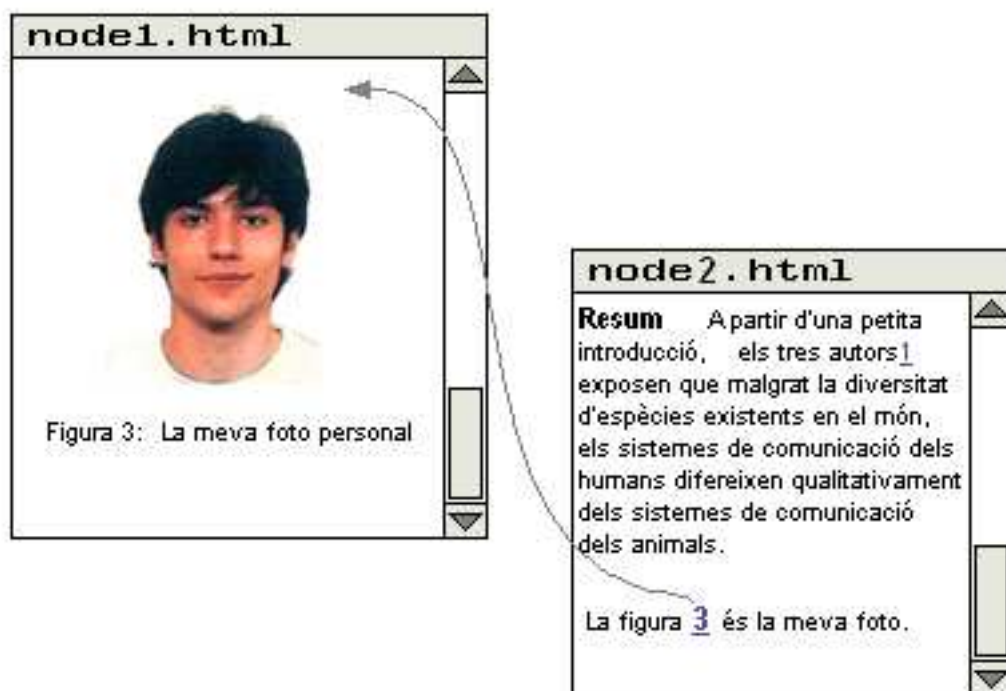 node1.html
Figura 3: La meva foto personal
node2.html
Resum A partir d'una petita
introducció, els tres autors1
exposen que malgrat la diversitat
d'espècies existents en el món,
els sistemes de comunicació dels
humans difereixen qualitativament
dels sistemes de comunicació
dels animals.
La figura 3 és la meva foto.